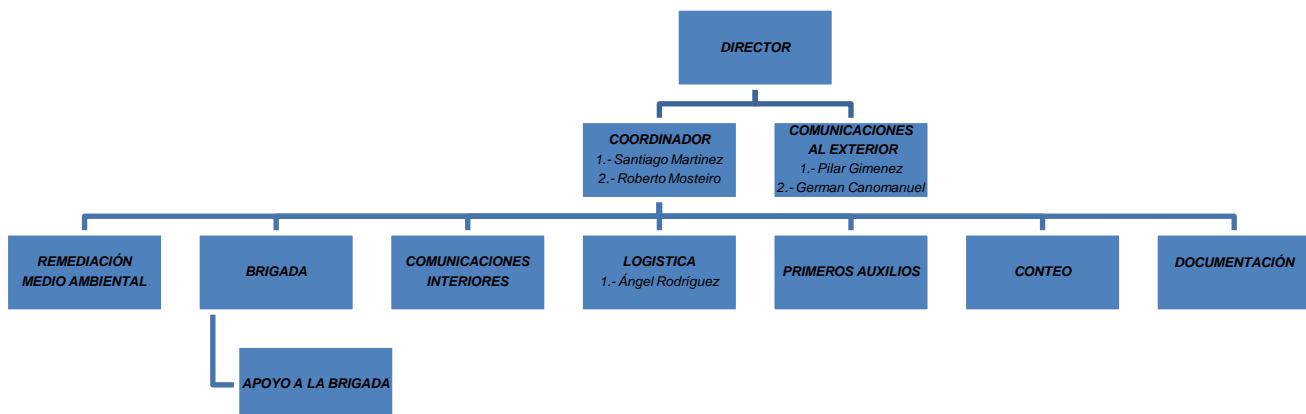 DIRECTOR
COORDINADOR
1.- Santiago Martinez
2.- Roberto Mosteiro
COMUNICACIONES
AL EXTERIOR
1.- Pilar Gimenez
2.- German Canomanuel
REMEDIACIÓN
MEDIO AMBIENTAL
BRIGADA
COMUNICACIONES
INTERIORES
LOGISTICA
1.- Ángel Rodríguez
PRIMEROS AUXILIOS
CONTEO
DOCUMENTACIÓN
APOYO A LA BRIGADA